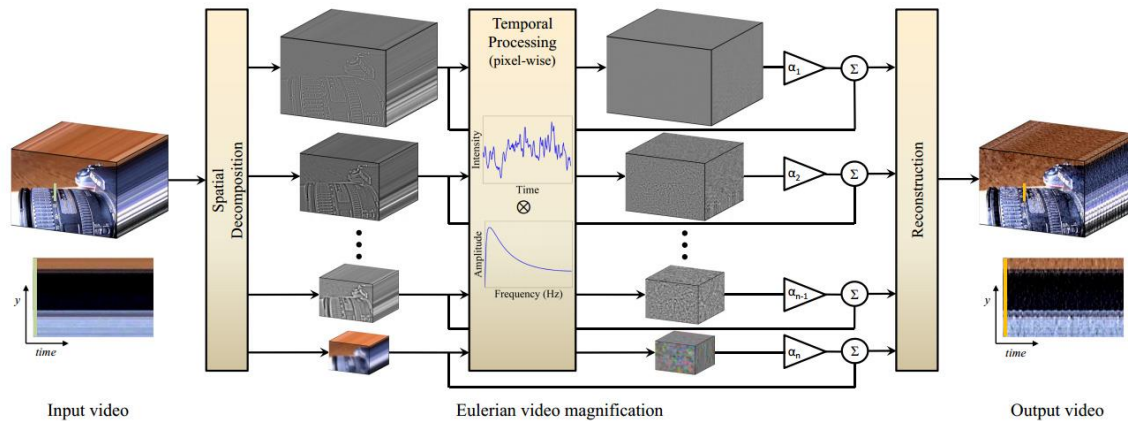 Spatial
Decomposition
Temporal
Processing
(pixel-wise)
Intensity
Time
⊗
Amplitude
Frequency (Hz)
α1
Σ
α2
Σ
αn-1
Σ
αn
Σ
Reconstruction
y
time
y
time
Input video
Eulerian video magnification
Output video